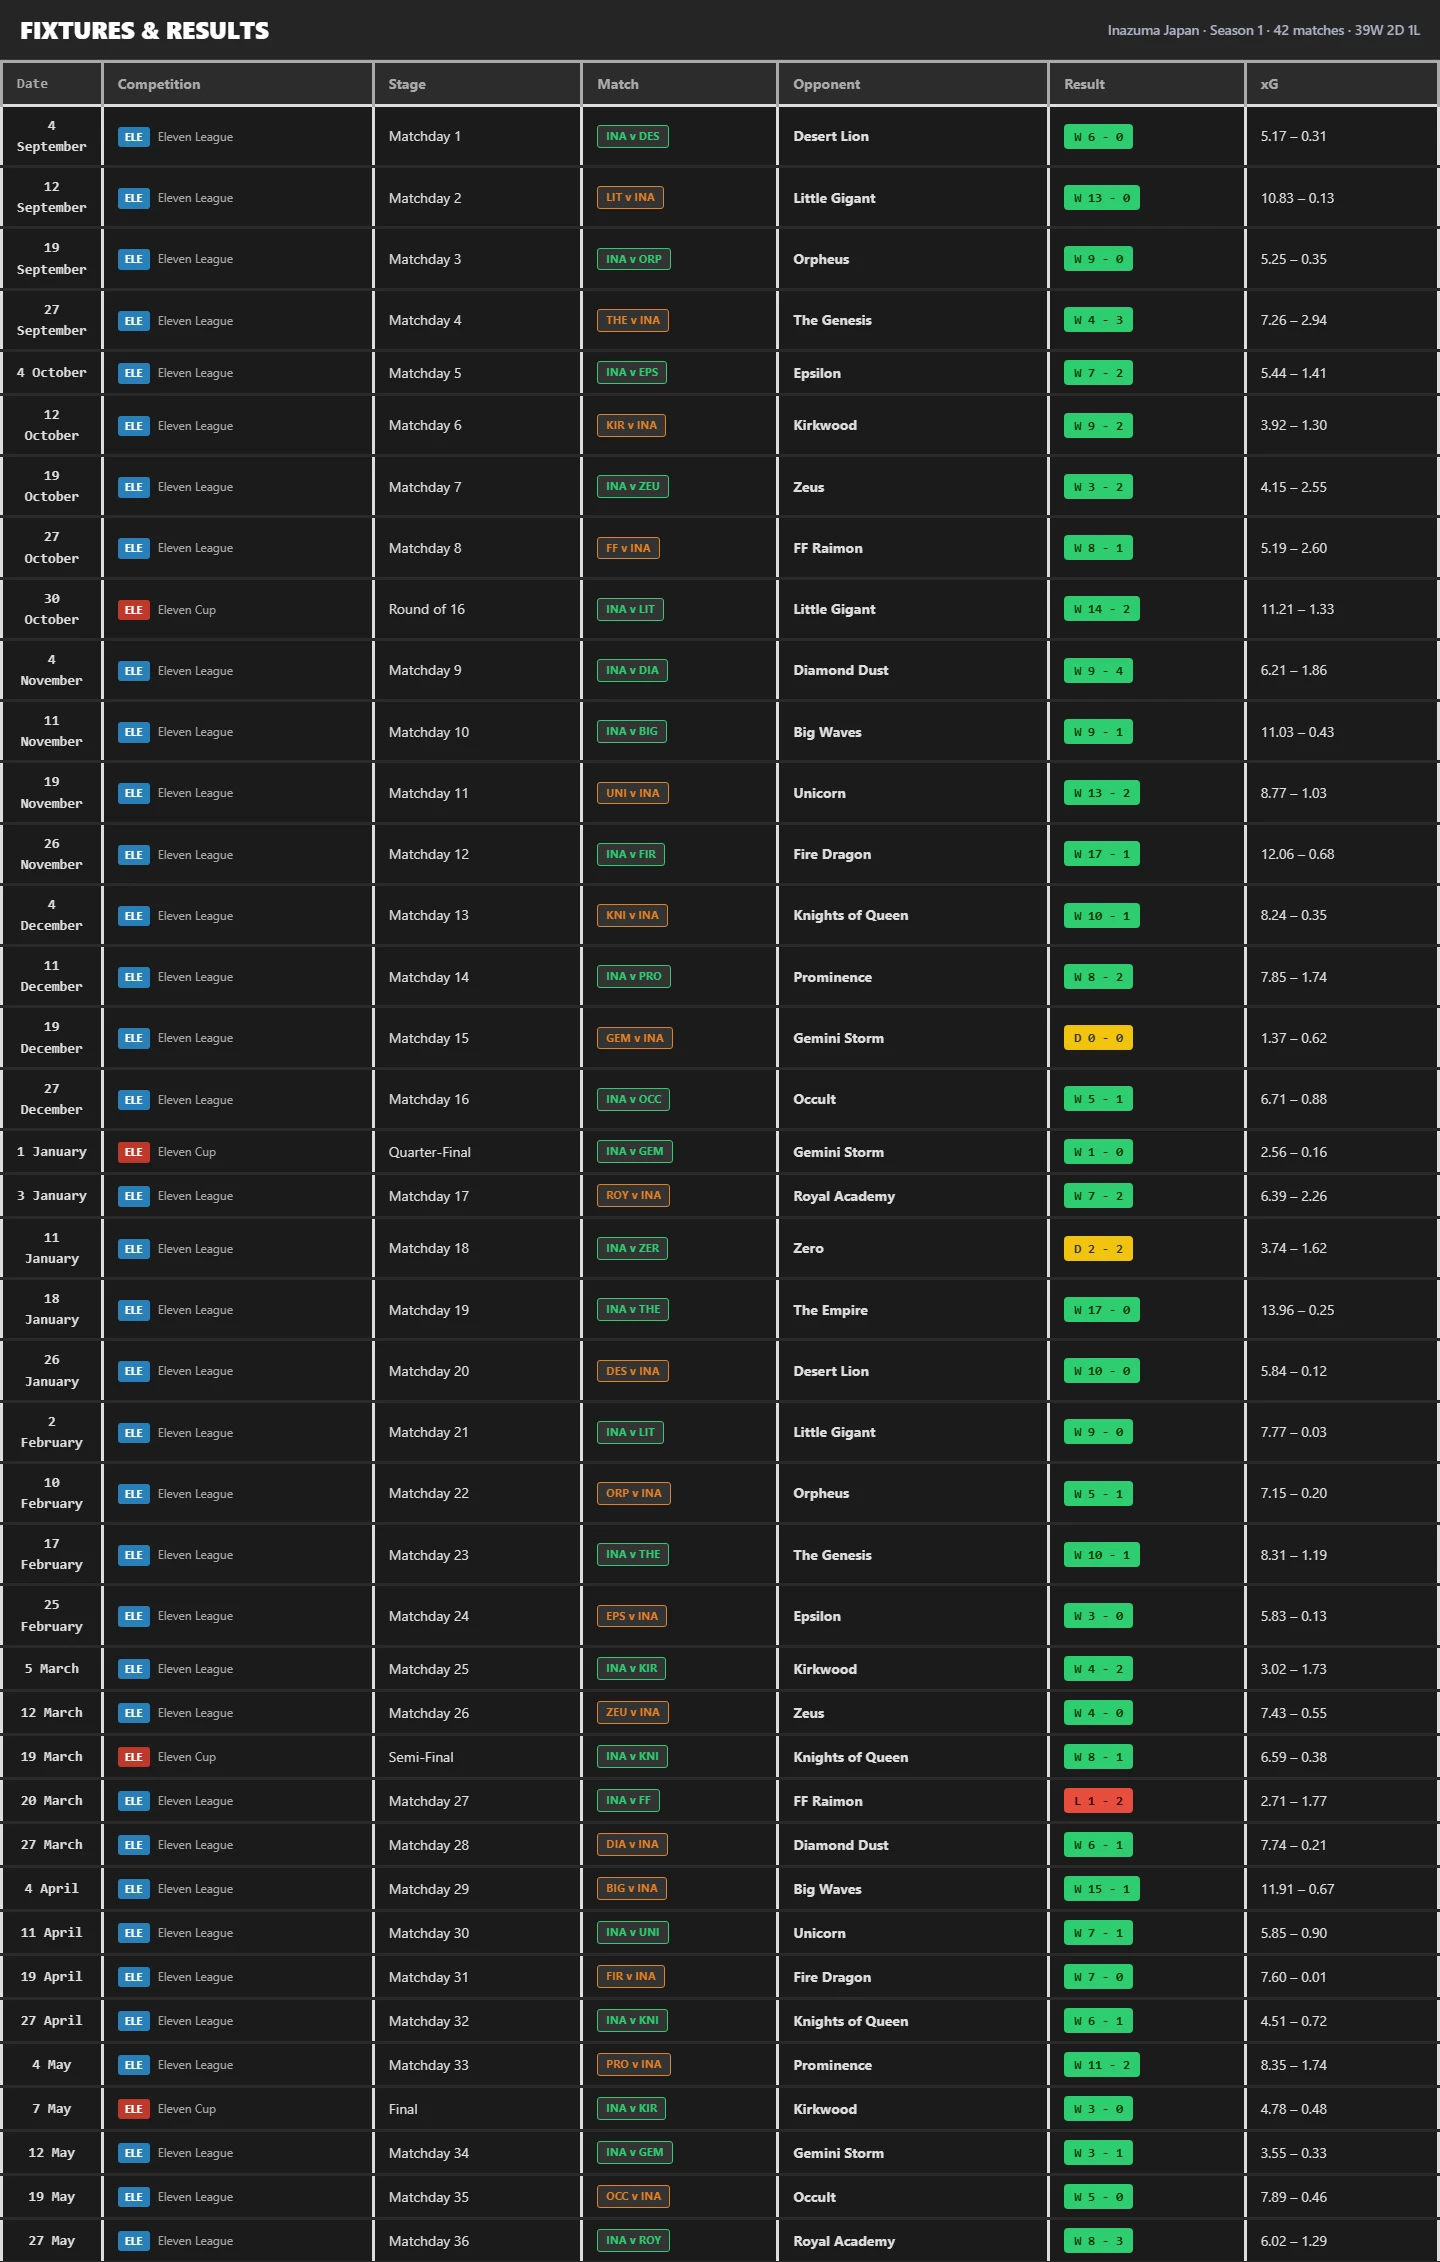 FIXTURES & RESULTS
Inazuma Japan · Season 1 · 42 matches · 39W 2D 1L
Date Competition Stage Match Opponent Result xG
4 September ELE Eleven League Matchday 1 INA v DES Desert Lion W 6 - 0 5.17 – 0.31
12 September ELE Eleven League Matchday 2 LIT v INA Little Gigant W 13 - 0 10.83 – 0.13
19 September ELE Eleven League Matchday 3 INA v ORP Orpheus W 9 - 0 5.25 – 0.35
27 September ELE Eleven League Matchday 4 THE v INA The Genesis W 4 - 3 7.26 – 2.94
4 October ELE Eleven League Matchday 5 INA v EPS Epsilon W 7 - 2 5.44 – 1.41
12 October ELE Eleven League Matchday 6 KIR v INA Kirkwood W 9 - 2 3.92 – 1.30
19 October ELE Eleven League Matchday 7 INA v ZEU Zeus W 3 - 2 4.15 – 2.55
27 October ELE Eleven League Matchday 8 FF v INA FF Raimon W 8 - 1 5.19 – 2.60
30 October ELE Eleven Cup Round of 16 INA v LIT Little Gigant W 14 - 2 11.21 – 1.33
4 November ELE Eleven League Matchday 9 INA v DIA Diamond Dust W 9 - 4 6.21 – 1.86
11 November ELE Eleven League Matchday 10 INA v BIG Big Waves W 9 - 1 11.03 – 0.43
19 November ELE Eleven League Matchday 11 UNI v INA Unicorn W 13 - 2 8.77 – 1.03
26 November ELE Eleven League Matchday 12 INA v FIR Fire Dragon W 17 - 1 12.06 – 0.68
4 December ELE Eleven League Matchday 13 KNI v INA Knights of Queen W 10 - 1 8.24 – 0.35
11 December ELE Eleven League Matchday 14 INA v PRO Prominence W 8 - 2 7.85 – 1.74
19 December ELE Eleven League Matchday 15 GEM v INA Gemini Storm D 0 - 0 1.37 – 0.62
27 December ELE Eleven League Matchday 16 INA v OCC Occult W 5 - 1 6.71 – 0.88
1 January ELE Eleven Cup Quarter-Final INA v GEM Gemini Storm W 1 - 0 2.56 – 0.16
3 January ELE Eleven League Matchday 17 ROY v INA Royal Academy W 7 - 2 6.39 – 2.26
11 January ELE Eleven League Matchday 18 INA v ZER Zero D 2 - 2 3.74 – 1.62
18 January ELE Eleven League Matchday 19 INA v THE The Empire W 17 - 0 13.96 – 0.25
26 January ELE Eleven League Matchday 20 DES v INA Desert Lion W 10 - 0 5.84 – 0.12
2 February ELE Eleven League Matchday 21 INA v LIT Little Gigant W 9 - 0 7.77 – 0.03
10 February ELE Eleven League Matchday 22 ORP v INA Orpheus W 5 - 1 7.15 – 0.20
17 February ELE Eleven League Matchday 23 INA v THE The Genesis W 10 - 1 8.31 – 1.19
25 February ELE Eleven League Matchday 24 EPS v INA Epsilon W 3 - 0 5.83 – 0.13
5 March ELE Eleven League Matchday 25 INA v KIR Kirkwood W 4 - 2 3.02 – 1.73
12 March ELE Eleven League Matchday 26 ZEU v INA Zeus W 4 - 0 7.43 – 0.55
19 March ELE Eleven Cup Semi-Final INA v KNI Knights of Queen W 8 - 1 6.59 – 0.38
20 March ELE Eleven League Matchday 27 INA v FF FF Raimon L 1 - 2 2.71 – 1.77
27 March ELE Eleven League Matchday 28 DIA v INA Diamond Dust W 6 - 1 7.74 – 0.21
4 April ELE Eleven League Matchday 29 BIG v INA Big Waves W 15 - 1 11.91 – 0.67
11 April ELE Eleven League Matchday 30 INA v UNI Unicorn W 7 - 1 5.85 – 0.90
19 April ELE Eleven League Matchday 31 FIR v INA Fire Dragon W 7 - 0 7.60 – 0.01
27 April ELE Eleven League Matchday 32 INA v KNI Knights of Queen W 6 - 1 4.51 – 0.72
4 May ELE Eleven League Matchday 33 PRO v INA Prominence W 11 - 2 8.35 – 1.74
7 May ELE Eleven Cup Final INA v KIR Kirkwood W 3 - 0 4.78 – 0.48
12 May ELE Eleven League Matchday 34 INA v GEM Gemini Storm W 3 - 1 3.55 – 0.33
19 May ELE Eleven League Matchday 35 OCC v INA Occult W 5 - 0 7.89 – 0.46
27 May ELE Eleven League Matchday 36 INA v ROY Royal Academy W 8 - 3 6.02 – 1.29